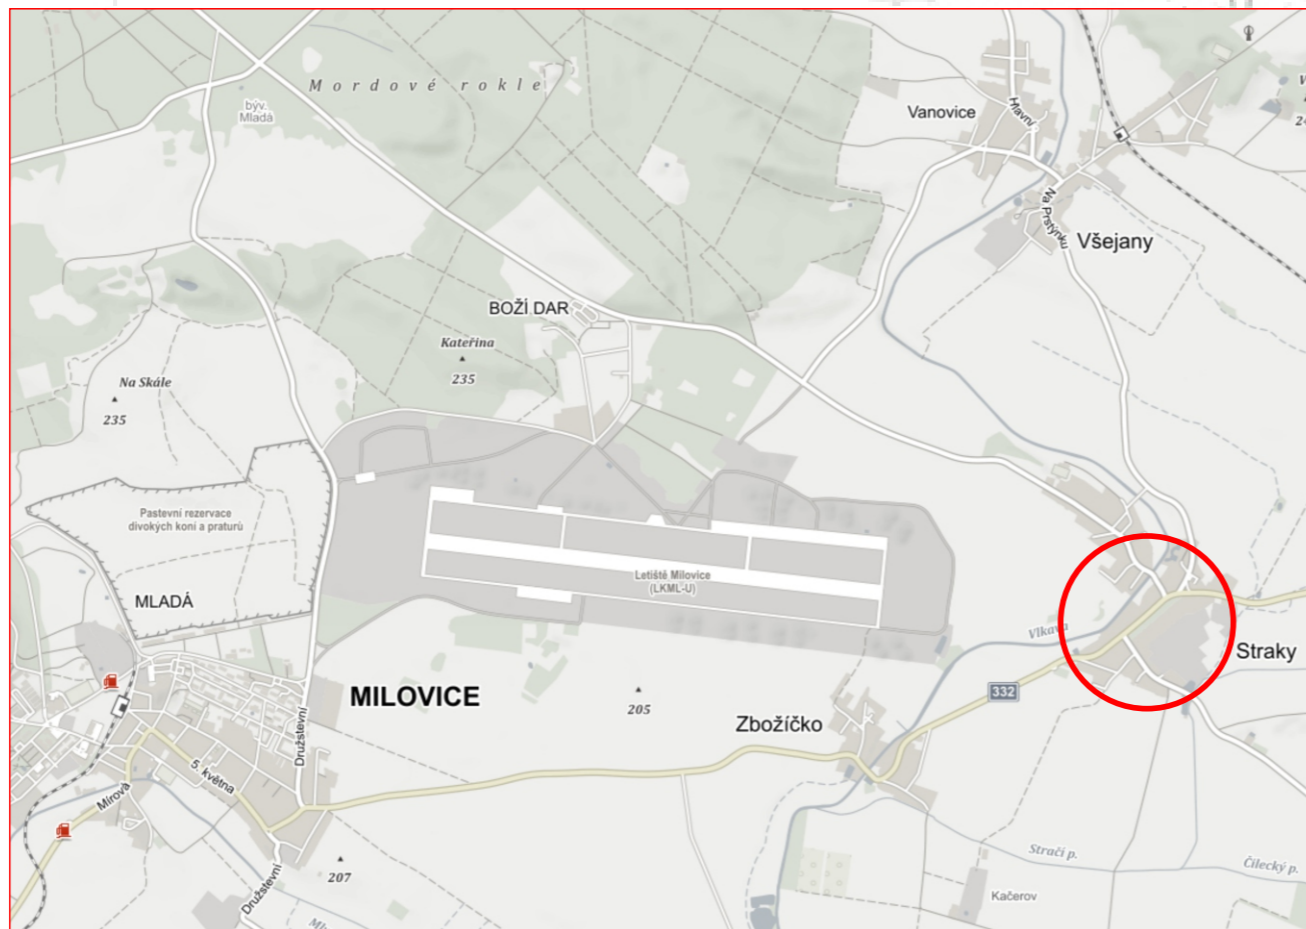 Mordové rokle
býv.
Mladá
Vanovice
Hlavní
Na Prstýnku
Všejany
BOŽÍ DAR
Kateřina
235
Na Skále
235
Pastevní rezervace
divokých koní a praturů
Letiště Milovice
(LKML-U)
MLADÁ
Vlkava
Straky
MILOVICE
332
205
Zbožíčko
Družstevní
5. května
Mírová
207
Družstevní
Stračí p.
Čílecký p.
Kačerov